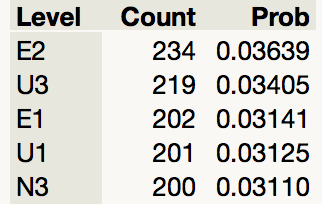 Level Count Prob
E2 234 0.03639
U3 219 0.03405
E1 202 0.03141
U1 201 0.03125
N3 200 0.03110